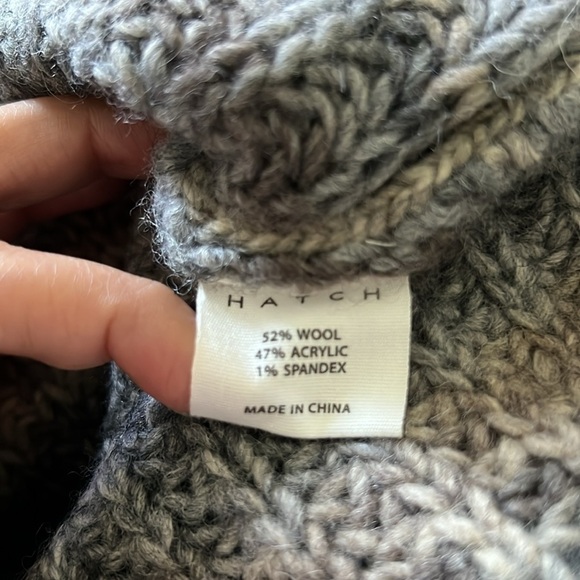 HATCH
52% WOOL
47% ACRYLIC
1% SPANDEX
MADE IN CHINA